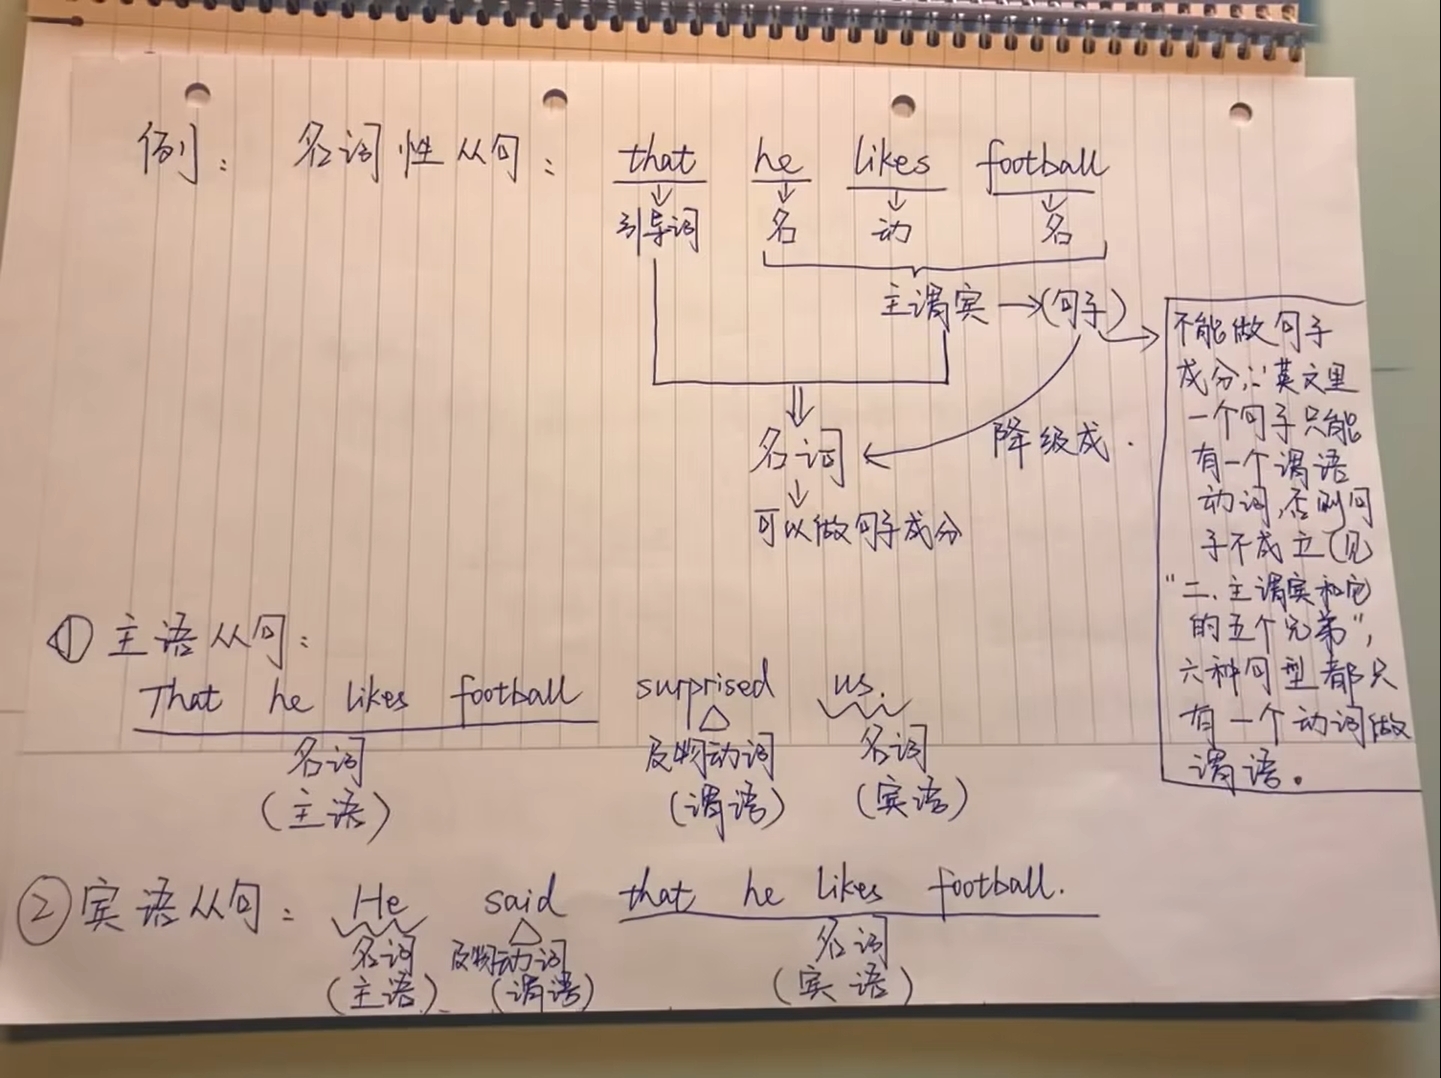 例： 名词性从句： that he likes football
引导词 名 动 名
主谓宾 →(句子)
不能做句子
成分,∵英文里
一个句子只能
有一个谓语
动词,否则句
子不成立(见
"二、主谓宾和它
的五个兄弟",
六种句型都只
有一个动词做
谓语。
降级成.
名词
可以做句子成分
① 主语从句：
That he likes football surprised us.
名词 及物动词 名词
(主语) (谓语) (宾语)
② 宾语从句： He said that he likes football.
名词 及物动词 名词
(主语) (谓语) (宾语)